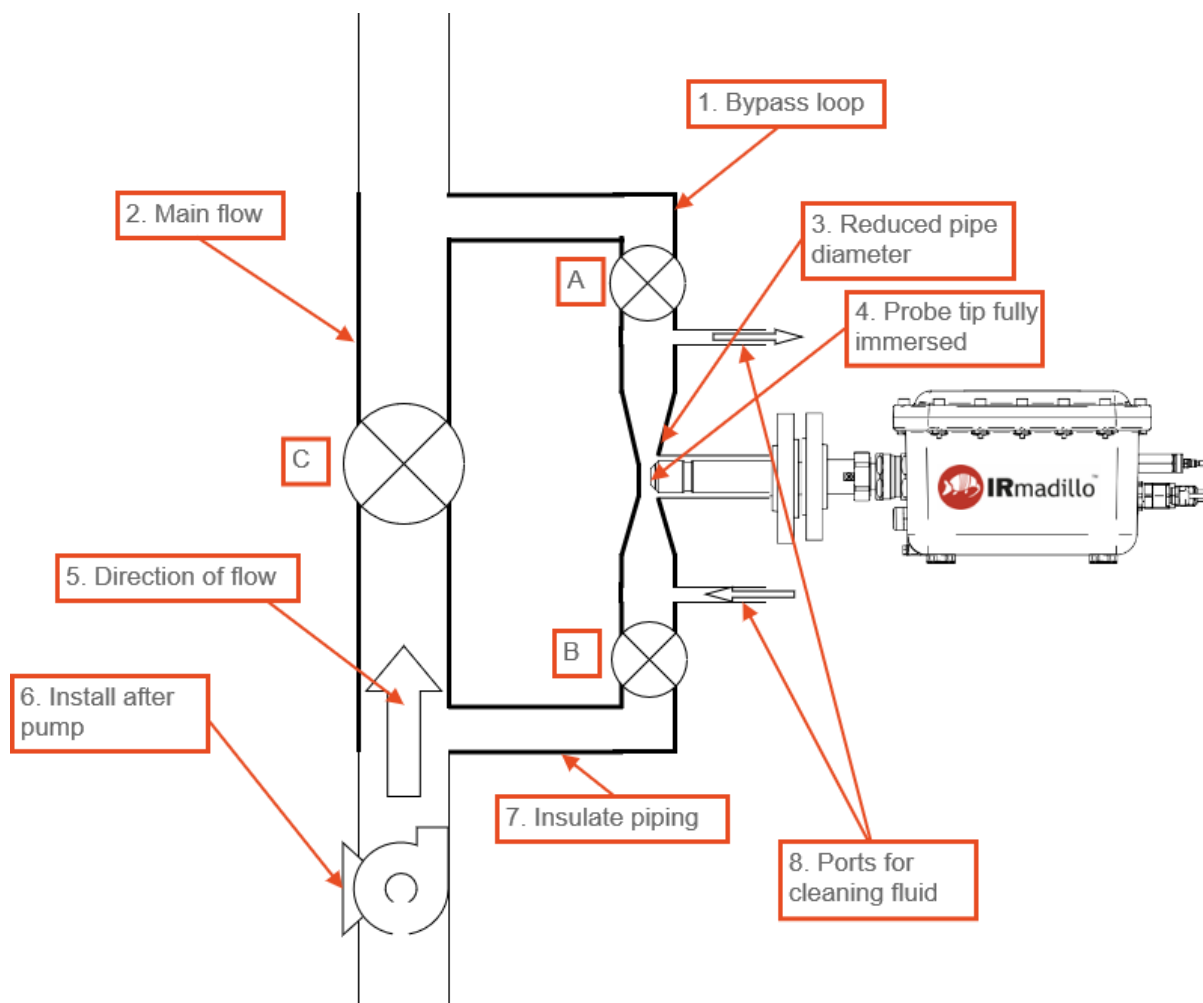 1. Bypass loop
2. Main flow
3. Reduced pipe
diameter
A
4. Probe tip fully
immersed
C
IRmadillo™
5. Direction of flow
B
6. Install after
pump
7. Insulate piping
8. Ports for
cleaning fluid